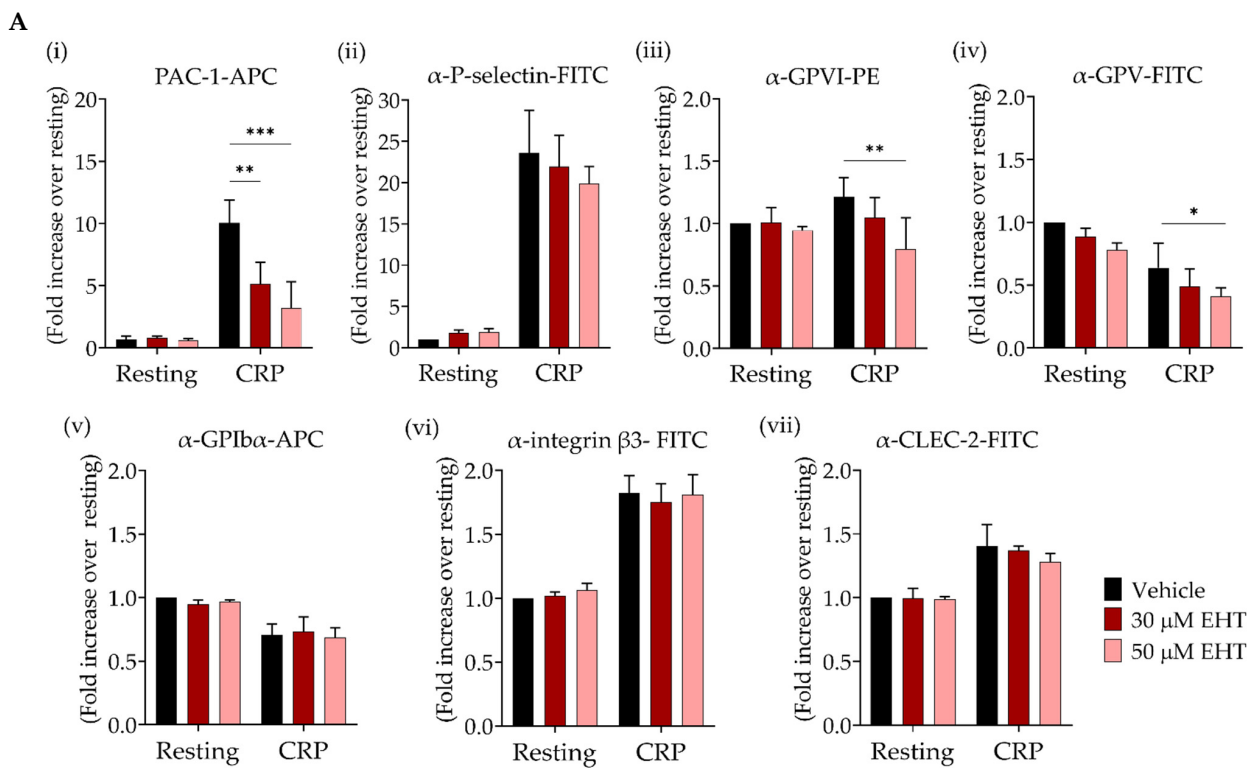 A
(i)
PAC-1-APC
(Fold increase over resting)
20
15
10
5
0
***
**
Resting
CRP
(ii)
α-P-selectin-FITC
(Fold increase over resting)
30
25
20
15
10
5
0
Resting
CRP
(iii)
α-GPVI-PE
(Fold increase over resting)
2.0
1.5
1.0
0.5
0.0
**
Resting
CRP
(iv)
α-GPV-FITC
(Fold increase over resting)
2.0
1.5
1.0
0.5
0.0
*
Resting
CRP
(v)
α-GPIbα-APC
(Fold increase over resting)
2.0
1.5
1.0
0.5
0.0
Resting
CRP
(vi)
α-integrin β3- FITC
(Fold increase over resting)
2.0
1.5
1.0
0.5
0.0
Resting
CRP
(vii)
α-CLEC-2-FITC
(Fold increase over resting)
2.0
1.5
1.0
0.5
0.0
Resting
CRP
Vehicle
30 μM EHT
50 μM EHT